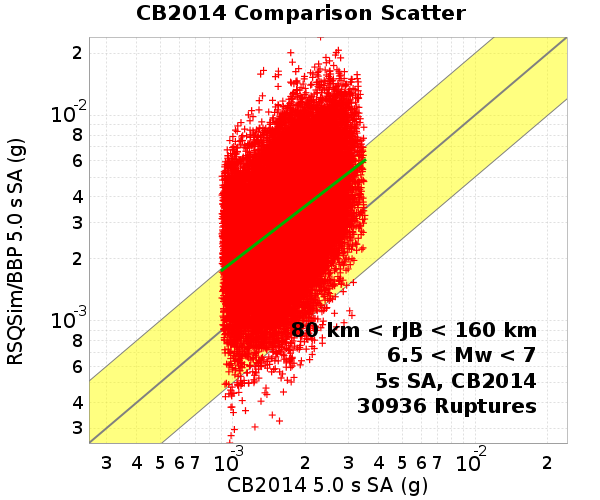 CB2014 Comparison Scatter
RSQSim/BBP 5.0 s SA (g)
2
10-2
8
6
4
3
2
10-3
8
6
4
3
80 km < rJB < 160 km
6.5 < Mw < 7
5s SA, CB2014
30936 Ruptures
3 4 5 6 7 10-3 2 3 4 5 6 7 10-2 2
CB2014 5.0 s SA (g)